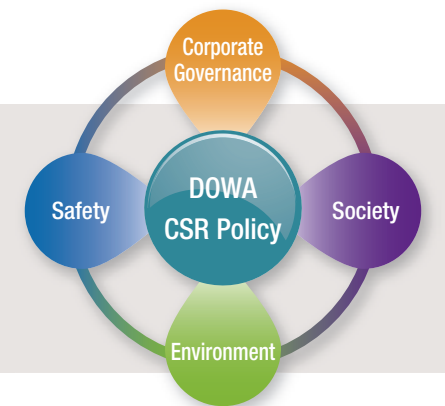 Corporate
Governance
Safety
DOWA
CSR Policy
Society
Environment